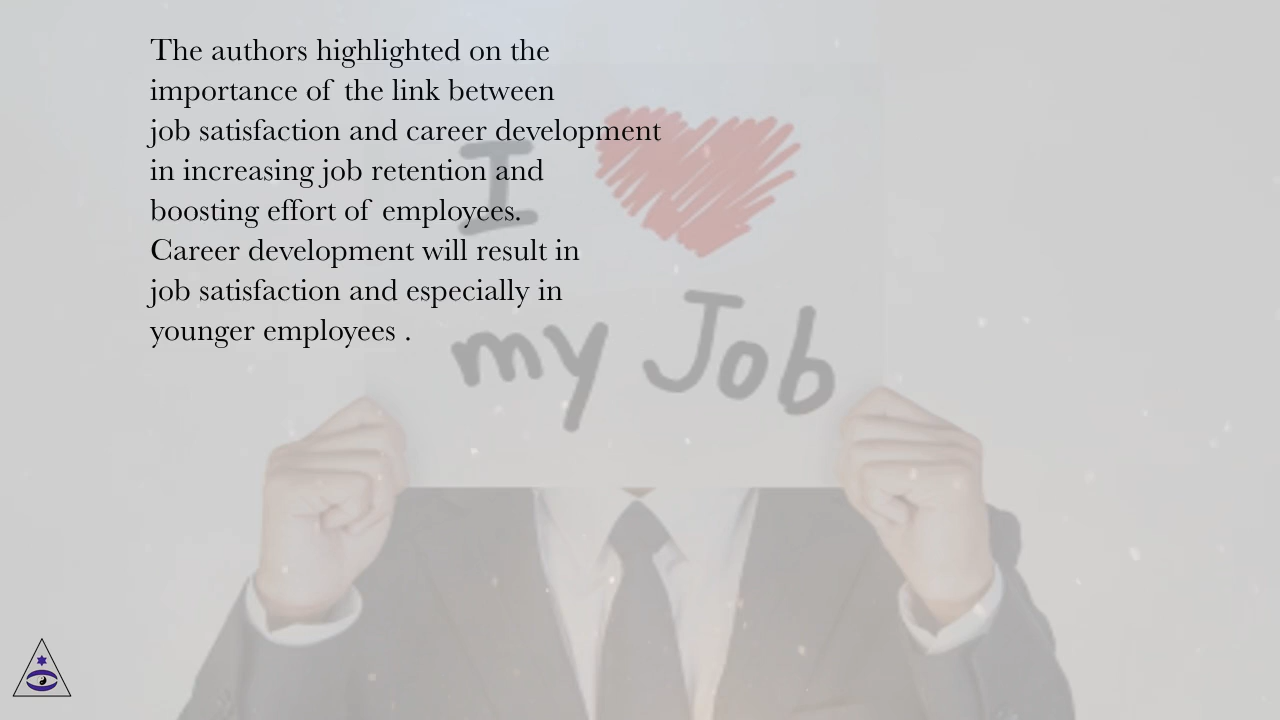 The authors highlighted on the
importance of the link between
job satisfaction and career development
in increasing job retention and
boosting effort of employees.
Career development will result in
job satisfaction and especially in
younger employees .
I
my Job